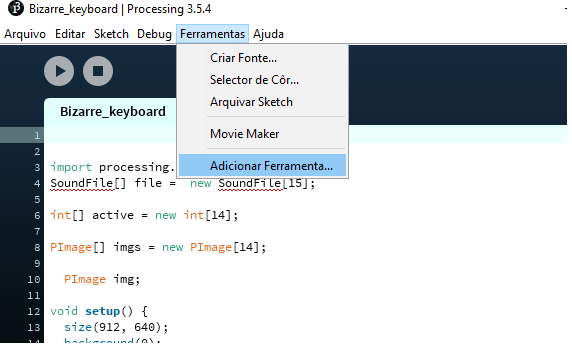 Bizarre_keyboard | Processing 3.5.4
Arquivo Editar Sketch Debug Ferramentas Ajuda
Criar Fonte...
Selector de Côr...
Arquivar Sketch
Movie Maker
Adicionar Ferramenta...
Bizarre_keyboard
1
2
3 import processing.
4 SoundFile[] file = new SoundFile[15];
5
6 int[] active = new int[14];
7
8 PImage[] imgs = new PImage[14];
9
10 PImage img;
11
12 void setup() {
13 size(912, 640);
14 background(0);